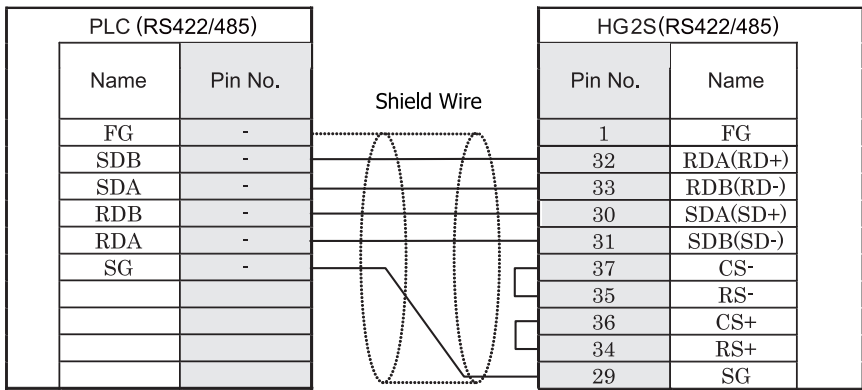 PLC (RS422/485) HG2S(RS422/485)
Name Pin No. Pin No. Name
Shield Wire
FG - 1 FG
SDB - 32 RDA(RD+)
SDA - 33 RDB(RD-)
RDB - 30 SDA(SD+)
RDA - 31 SDB(SD-)
SG - 37 CS-
35 RS-
36 CS+
34 RS+
29 SG